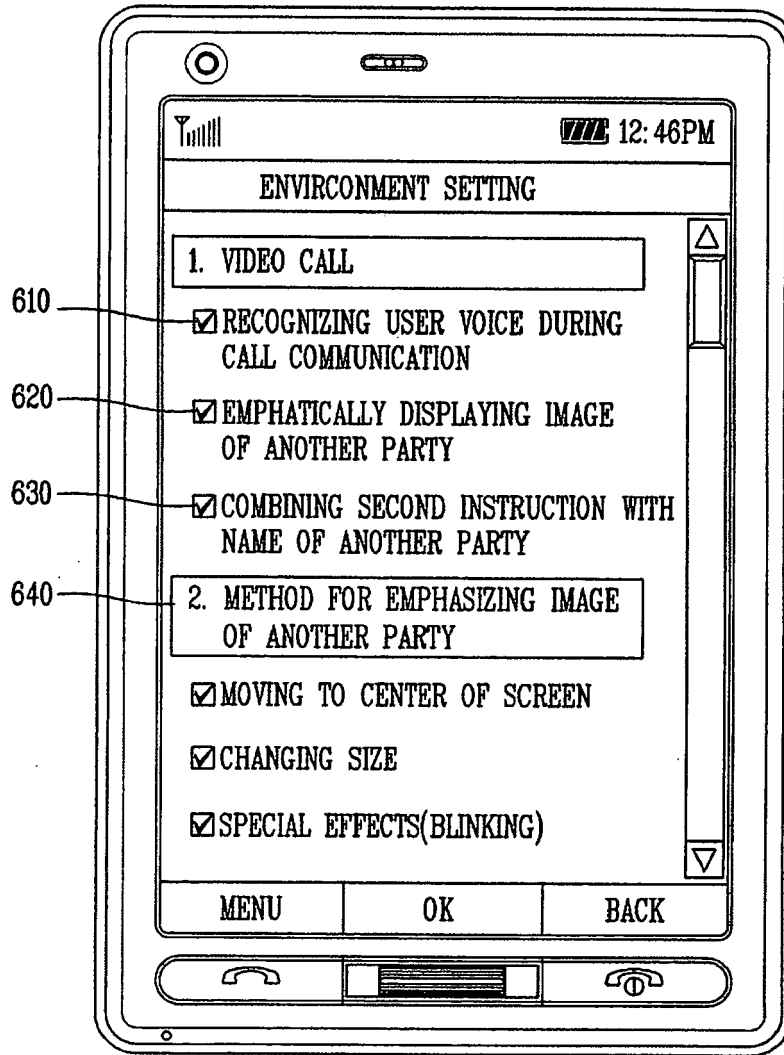 12:46PM
ENVIRCONMENT SETTING
1. VIDEO CALL
610
RECOGNIZING USER VOICE DURING
CALL COMMUNICATION
620
EMPHATICALLY DISPLAYING IMAGE
OF ANOTHER PARTY
630
COMBINING SECOND INSTRUCTION WITH
NAME OF ANOTHER PARTY
640
2. METHOD FOR EMPHASIZING IMAGE
OF ANOTHER PARTY
MOVING TO CENTER OF SCREEN
CHANGING SIZE
SPECIAL EFFECTS(BLINKING)
MENU OK BACK